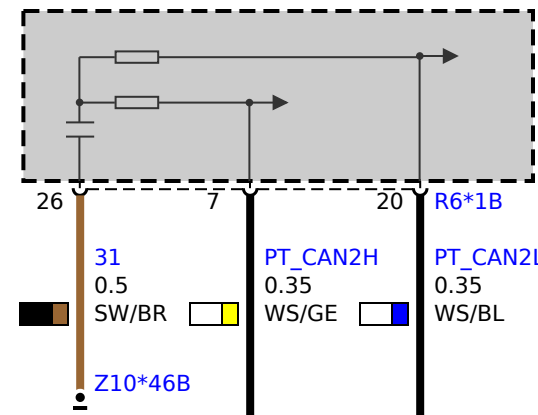 26 7 20 R6*1B
31 PT_CAN2H PT_CAN2L
0.5 0.35 0.35
SW/BR WS/GE WS/BL
Z10*46B